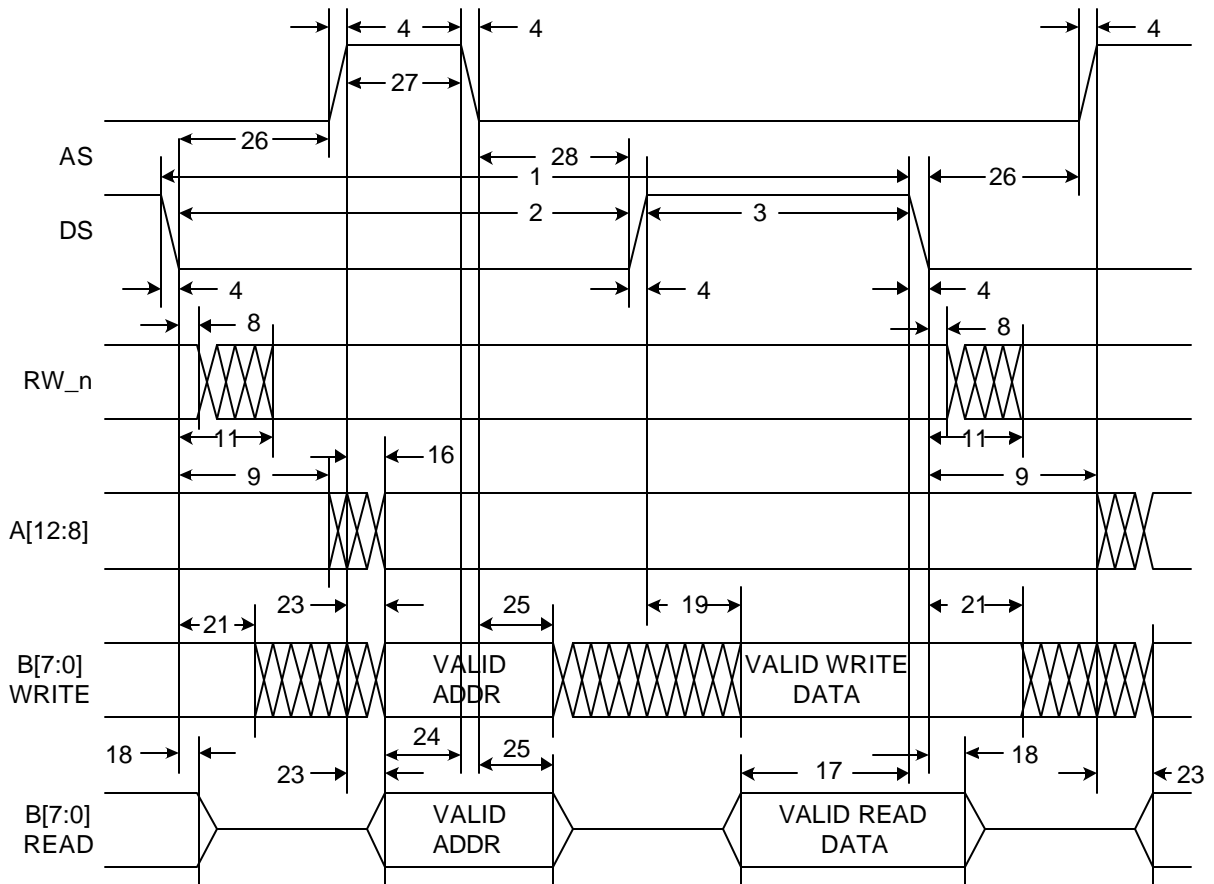 4 4 4
27
26
AS
28
1
26
2 3
DS
4 4 4
8 8
RW_n
11 11
16
9 9
A[12:8]
23 25 19
21 21
B[7:0] VALID VALID WRITE
WRITE ADDR DATA
24
18 25 18
23 17 23
B[7:0] VALID VALID READ
READ ADDR DATA